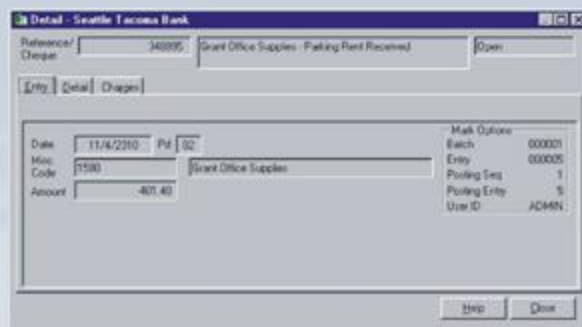 Detail - Seattle Tacoma Bank
Reference/ Cheque 348895 Grant Office Supplies - Parking Rent Received Open
Entry Detail Charges
Mark Options
Date 11/4/2010 Pd 02 Batch 000001
Misc Code 1580 Grant Office Supplies Entry 000005
Posting Seq 1
Amount -401.40 Posting Entry 5
User ID ADMIN
Help Close